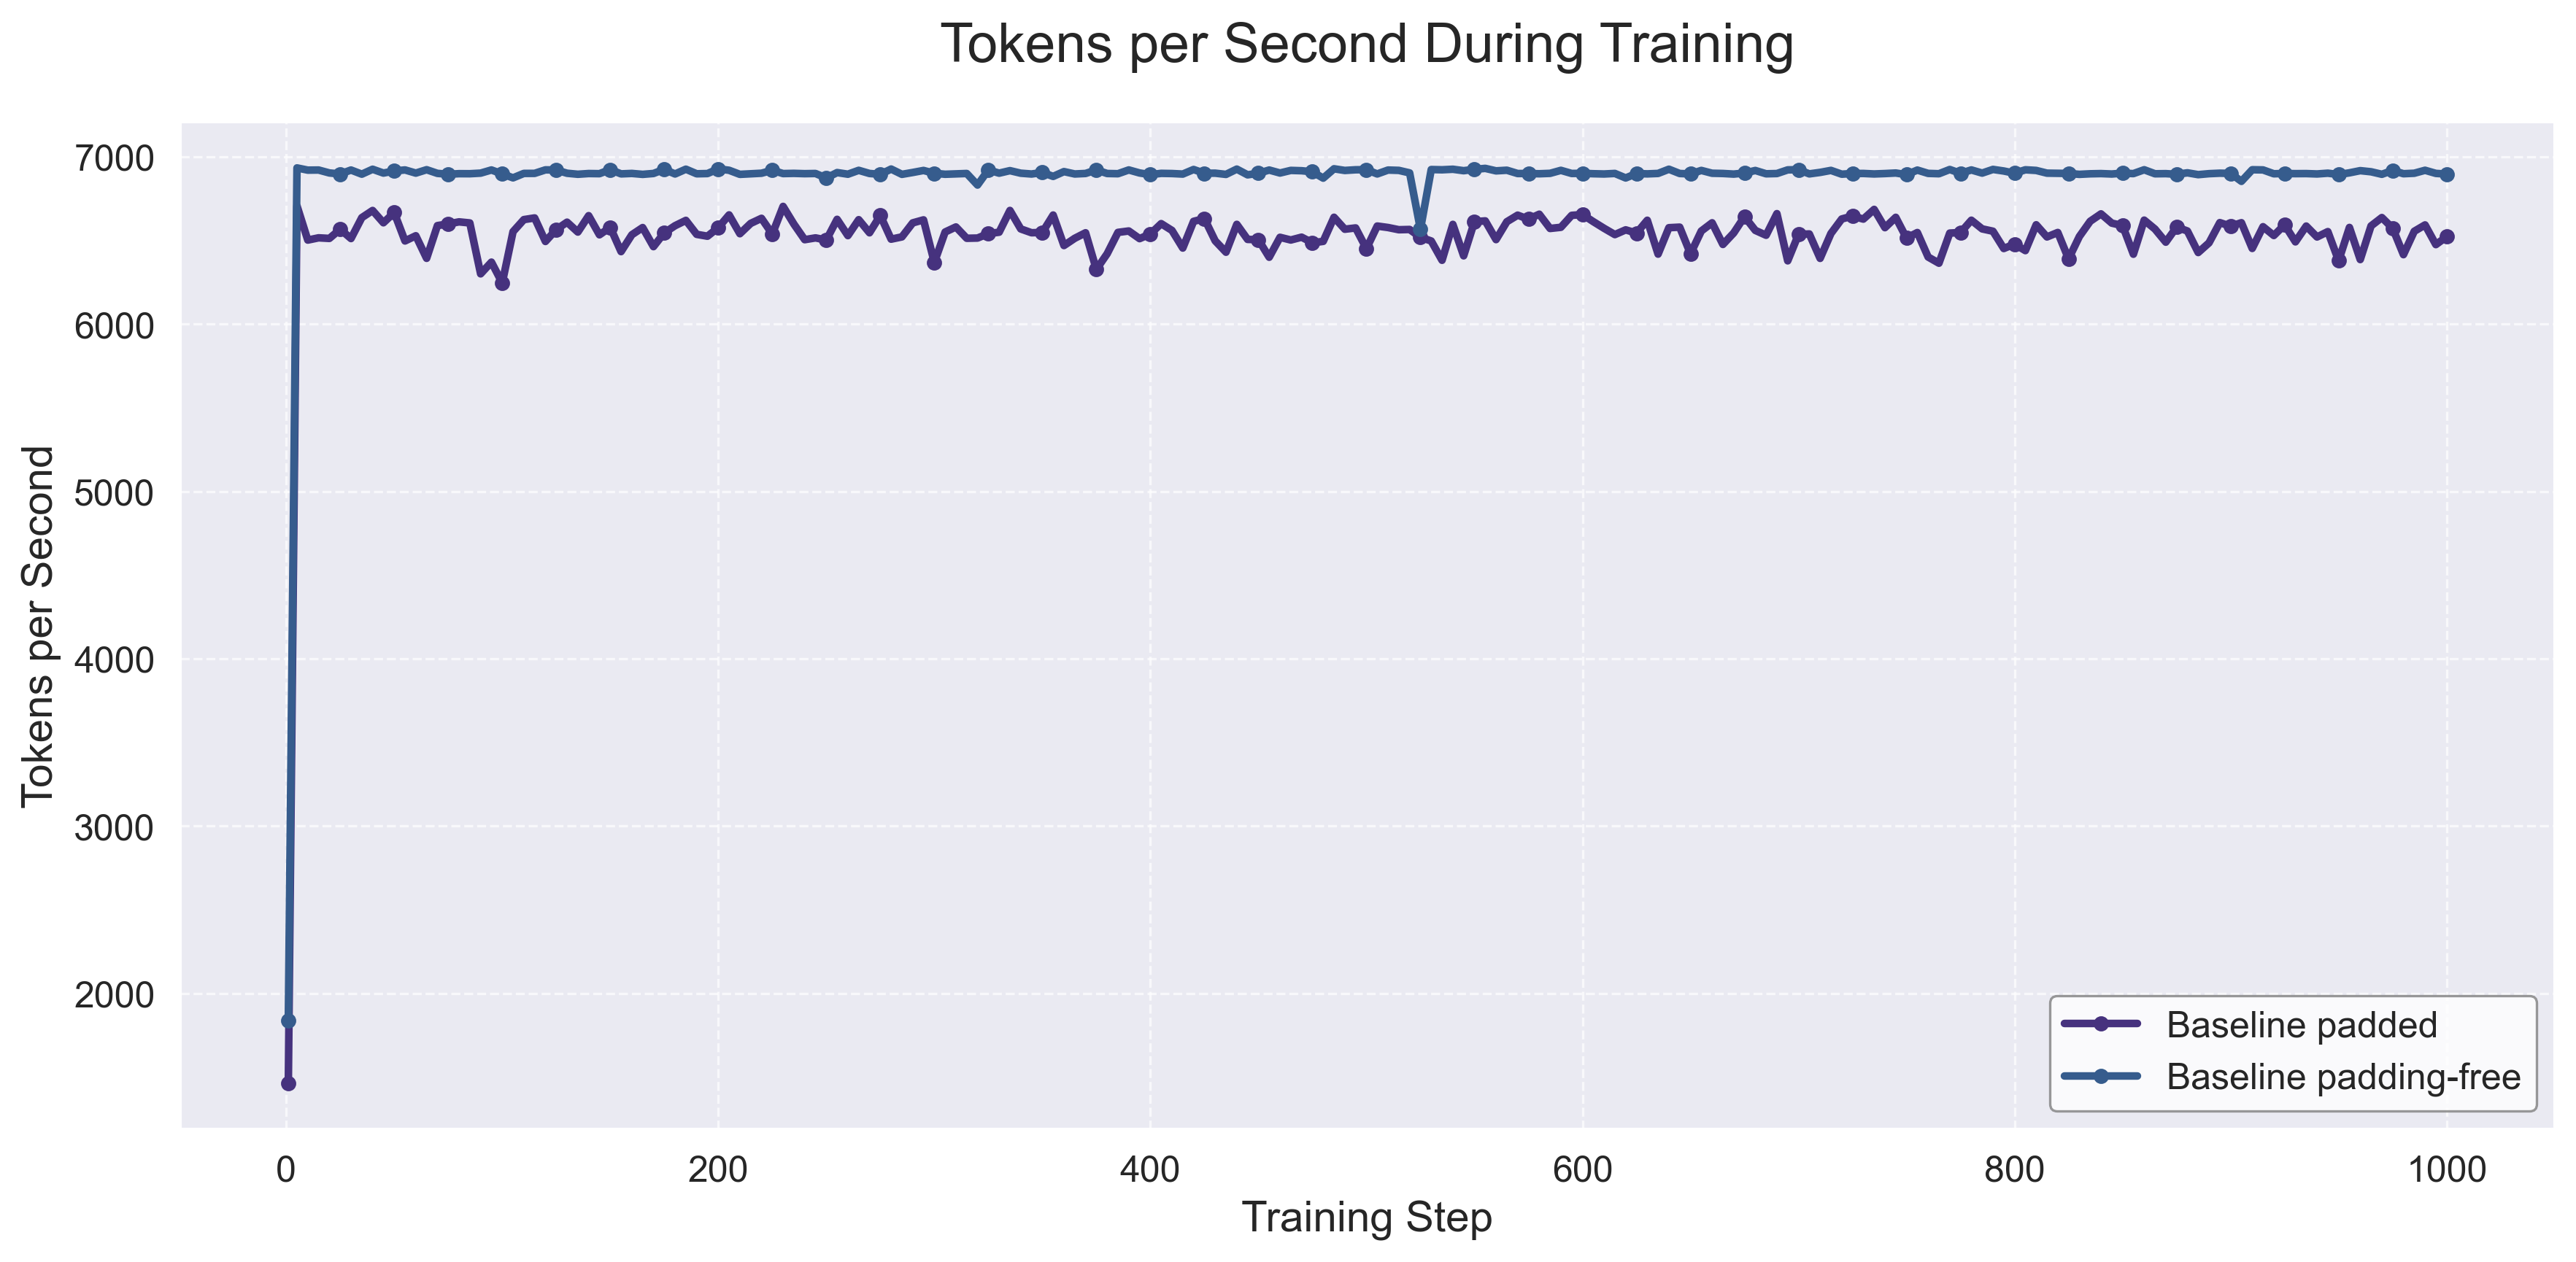 Tokens per Second During Training
Tokens per Second
7000
6000
5000
4000
3000
2000
0
200
400
600
800
1000
Training Step
Baseline padded
Baseline padding-free